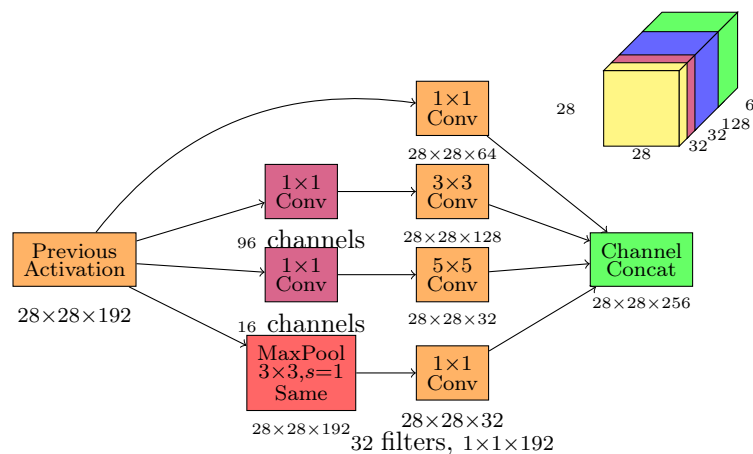 1×1
Conv
28×28×64
28
28
32
32
128
6
1×1
Conv
96 channels
3×3
Conv
28×28×128
Previous
Activation
28×28×192
1×1
Conv
16 channels
5×5
Conv
28×28×32
Channel
Concat
28×28×256
MaxPool
3×3,s=1
Same
28×28×192
1×1
Conv
28×28×32
32 filters, 1×1×192